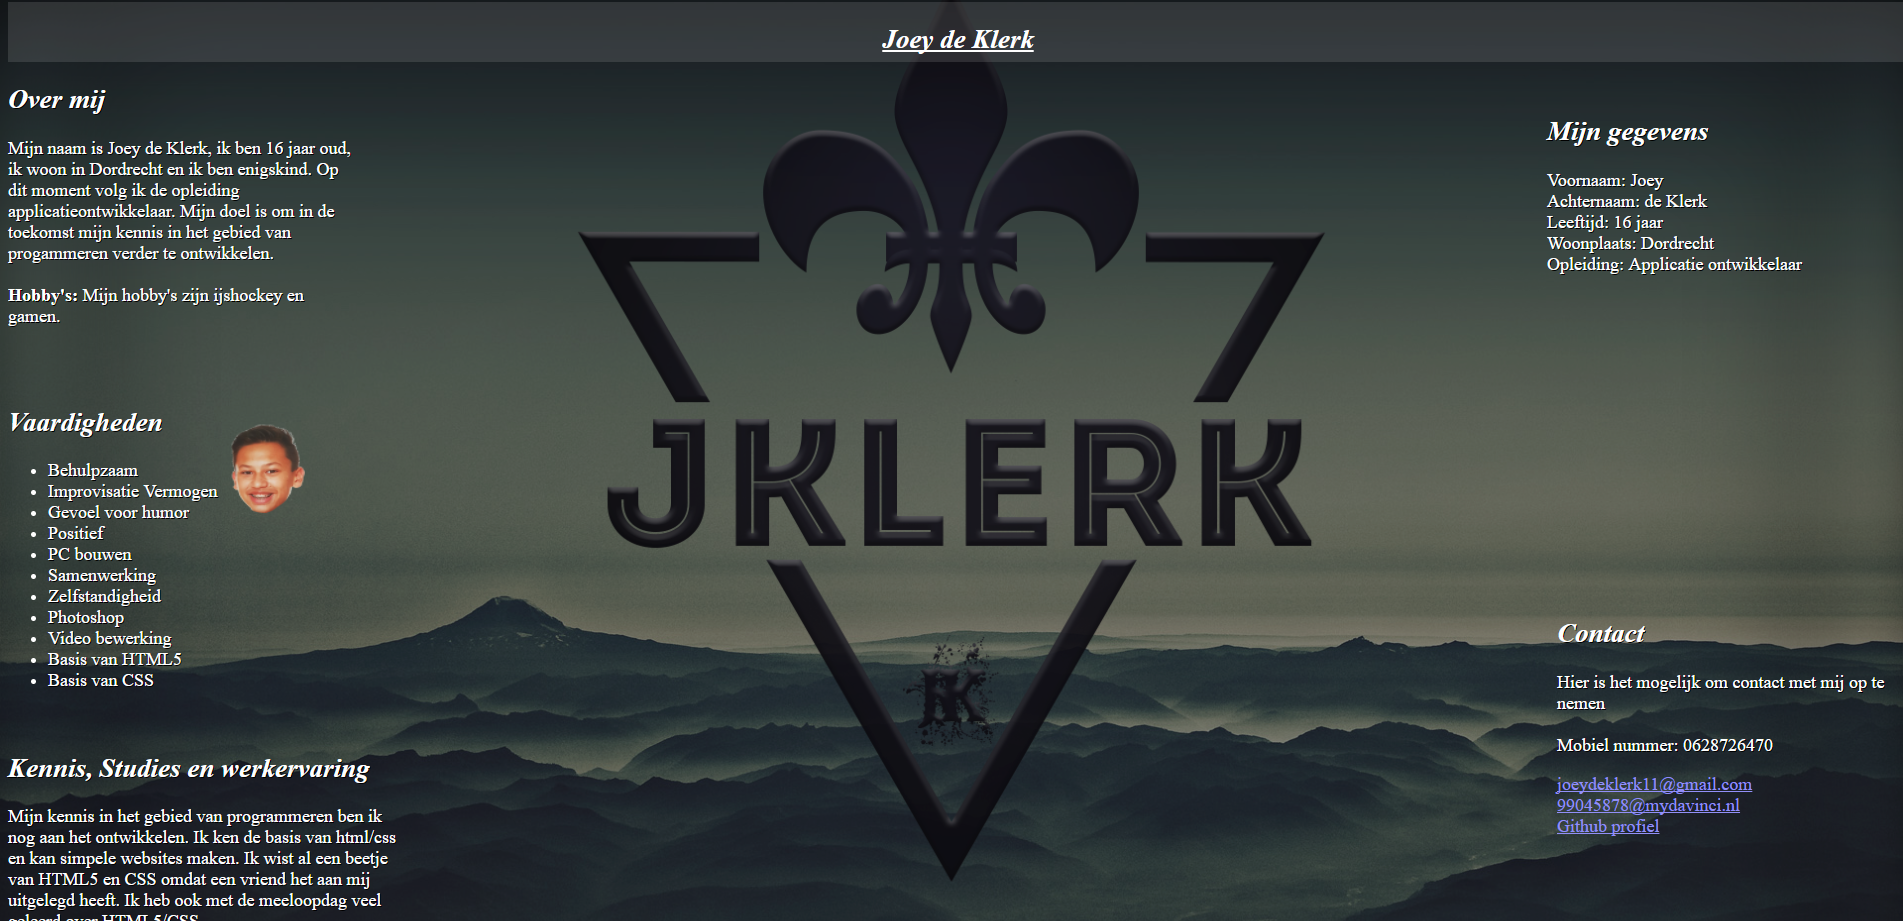 Joey de Klerk
Over mij
Mijn naam is Joey de Klerk, ik ben 16 jaar oud,
ik woon in Dordrecht en ik ben enigskind. Op
dit moment volg ik de opleiding
applicatieontwikkelaar. Mijn doel is om in de
toekomst mijn kennis in het gebied van
progammeren verder te ontwikkelen.
Hobby's: Mijn hobby's zijn ijshockey en
gamen.
Vaardigheden
Behulpzaam
Improvisatie Vermogen
Gevoel voor humor
Positief
PC bouwen
Samenwerking
Zelfstandigheid
Photoshop
Video bewerking
Basis van HTML5
Basis van CSS
Kennis, Studies en werkervaring
Mijn kennis in het gebied van programmeren ben ik
nog aan het ontwikkelen. Ik ken de basis van html/css
en kan simpele websites maken. Ik wist al een beetje
van HTML5 en CSS omdat een vriend het aan mij
uitgelegd heeft. Ik heb ook met de meeloopdag veel
geleerd over HTML5/CSS
JKLERK
Mijn gegevens
Voornaam: Joey
Achternaam: de Klerk
Leeftijd: 16 jaar
Woonplaats: Dordrecht
Opleiding: Applicatie ontwikkelaar
Contact
Hier is het mogelijk om contact met mij op te
nemen
Mobiel nummer: 0628726470
joeydeklerk11@gmail.com
99045878@mydavinci.nl
Github profiel